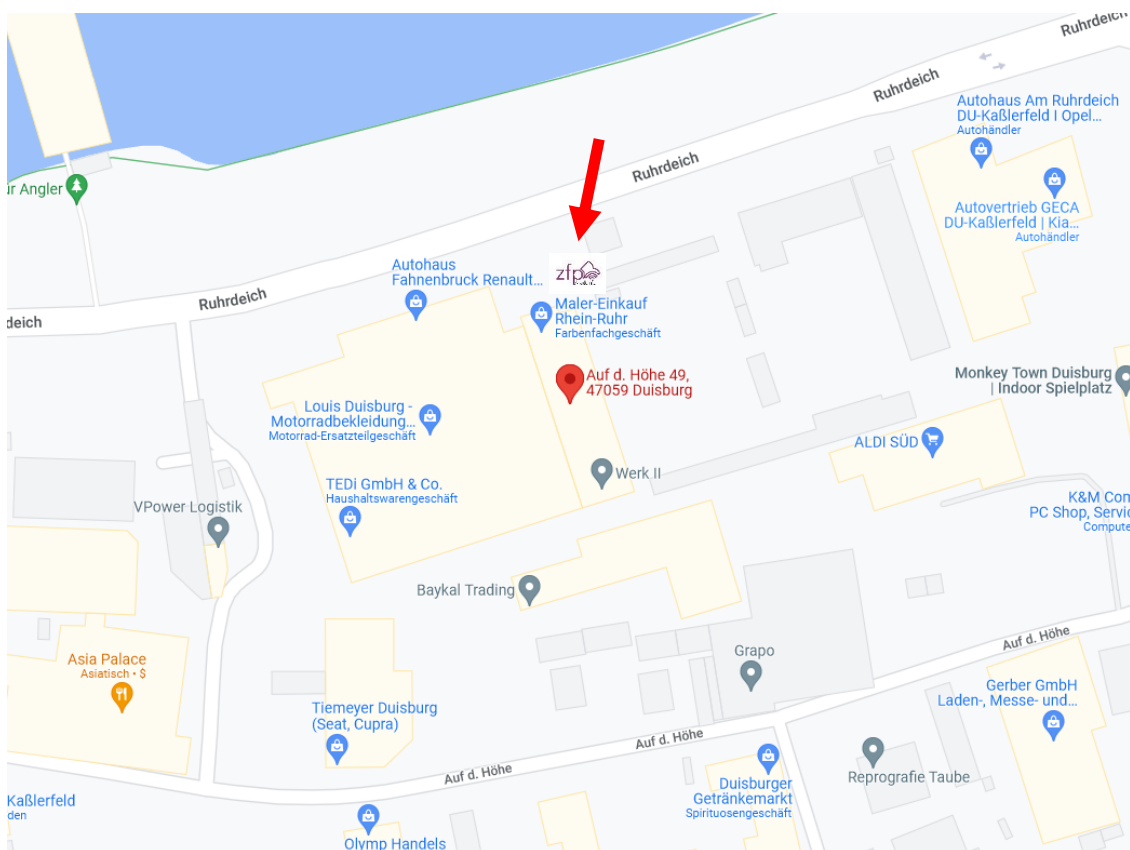 Ruhrdeich
Ruhrdeich
Autohaus Am Ruhrdeich
DU-Kaßlerfeld I Opel...
Autohändler
Ruhrdeich
ir Angler
Autovertrieb GECA
DU-Kaßlerfeld | Kia...
Autohändler
zfp
Autohaus
Fahnenbruck Renault...
Ruhrdeich
deich
Maler-Einkauf
Rhein-Ruhr
Farbenfachgeschäft
Auf d. Höhe 49,
47059 Duisburg
Monkey Town Duisburg
| Indoor Spielplatz
Louis Duisburg -
Motorradbekleidung...
Motorrad-Ersatzteilgeschäft
ALDI SÜD
Werk II
TEDi GmbH & Co.
Haushaltswarengeschäft
VPower Logistik
K&M Com
PC Shop, Servic
Compute
Baykal Trading
Auf d. Höhe
Grapo
Asia Palace
Asiatisch • $
Gerber GmbH
Laden-, Messe- und...
Tiemeyer Duisburg
(Seat, Cupra)
Auf d. Höhe
Auf d. Höhe
Reprografie Taube
Duisburger
Getränkemarkt
Spirituosengeschäft
Kaßlerfeld
den
Olymp Handels